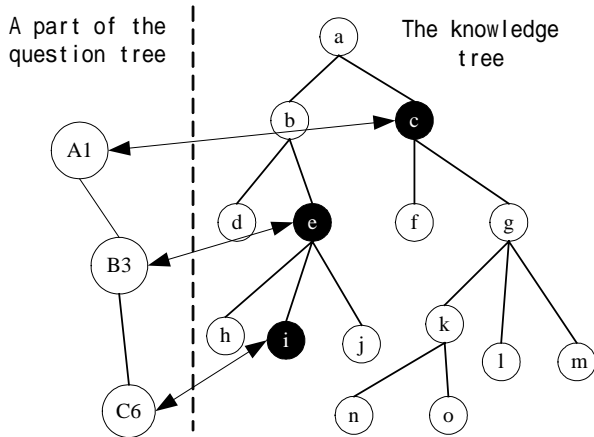 A part of the
question tree
The knowledge
tree
a
b
c
A1
d
e
f
g
B3
h
i
j
k
l
m
C6
n
o